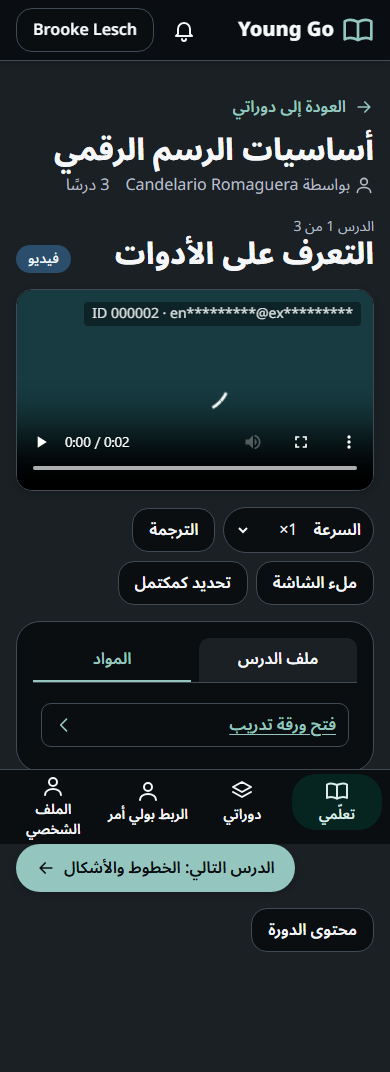 Young Go
Brooke Lesch
العودة إلى دوراتي
أساسيات الرسم الرقمي
بواسطة Candelario Romaguera
3 درسًا
الدرس 1 من 3
التعرف على الأدوات
فيديو
ID 000002 · en*********@ex*********
0:00 / 0:02
السرعة
1×
الترجمة
ملء الشاشة
تحديد كمكتمل
ملف الدرس
المواد
فتح ورقة تدريب
تعلّمي
دوراتي
الربط بولي أمر
الملف
الشخصي
الدرس التالي: الخطوط والأشكال
محتوى الدورة